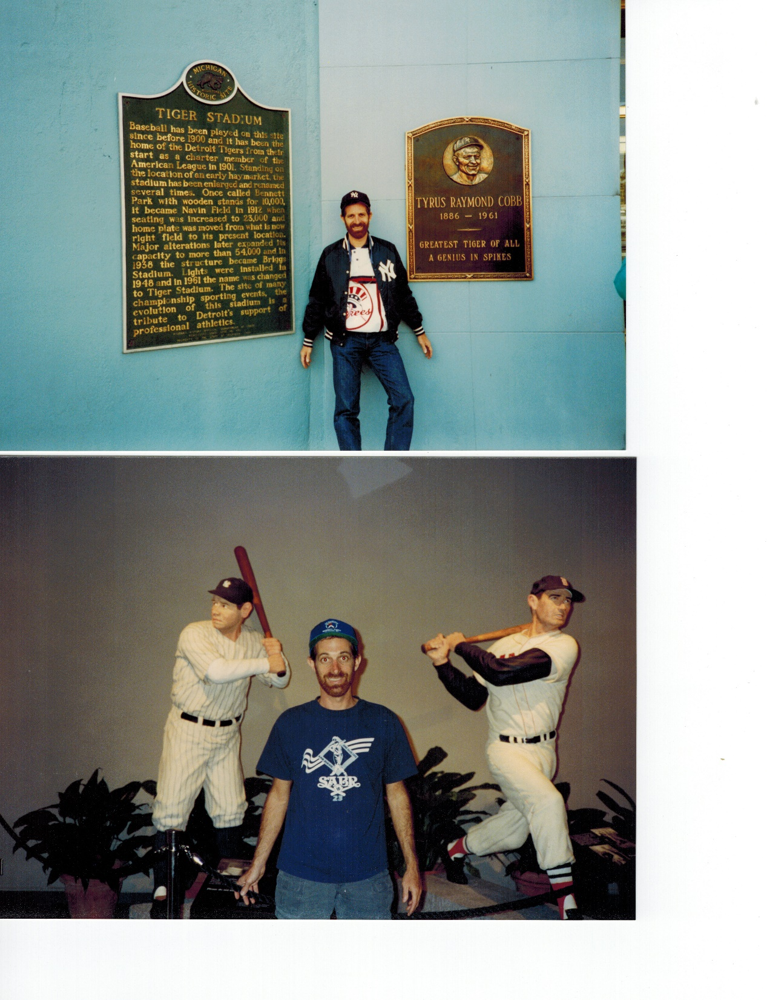 MICHIGAN
HISTORIC SITE
TIGER STADIUM
Baseball has been played on this site
since before 1900 and it has been the
home of the Detroit Tigers from their
start as a charter member of the
American League in 1901. Standing on
the location of an early haymarket, the
stadium has been enlarged and renamed
several times. Once called Bennett
Park with wooden stands for 10,000,
it became Navin Field in 1912 when
seating was increased to 23,000 and
home plate was moved from what is now
right field to its present location.
Major alterations later expanded its
capacity to more than 54,000 and in
1938 the structure became Briggs
Stadium. Lights were installed in
1948 and in 1961 the name was changed
to Tiger Stadium. The site of many
championship sporting events, the
evolution of this stadium is a
tribute to Detroit's support of
professional athletics.
NY
NY
kees
TYRUS RAYMOND COBB
1886 — 1961
GREATEST TIGER OF ALL
A GENIUS IN SPIKES
B
SABR
23